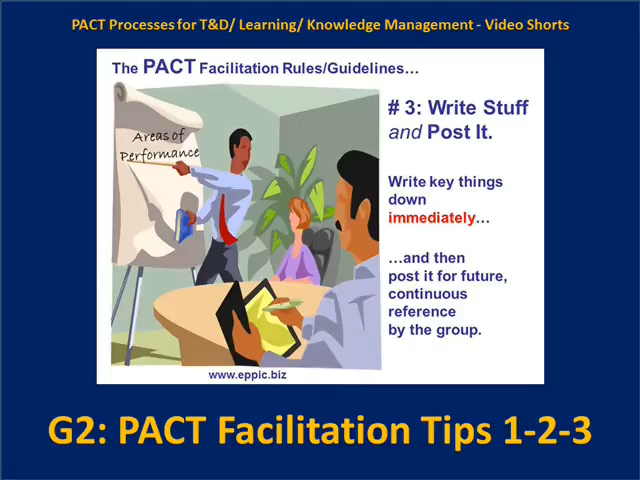 PACT Processes for T&D/ Learning/ Knowledge Management - Video Shorts
The PACT Facilitation Rules/Guidelines…
# 3: Write Stuff
and Post It.
Areas of
Performance
Write key things
down
immediately…
…and then
post it for future,
continuous
reference
by the group.
www.eppic.biz
G2: PACT Facilitation Tips 1-2-3